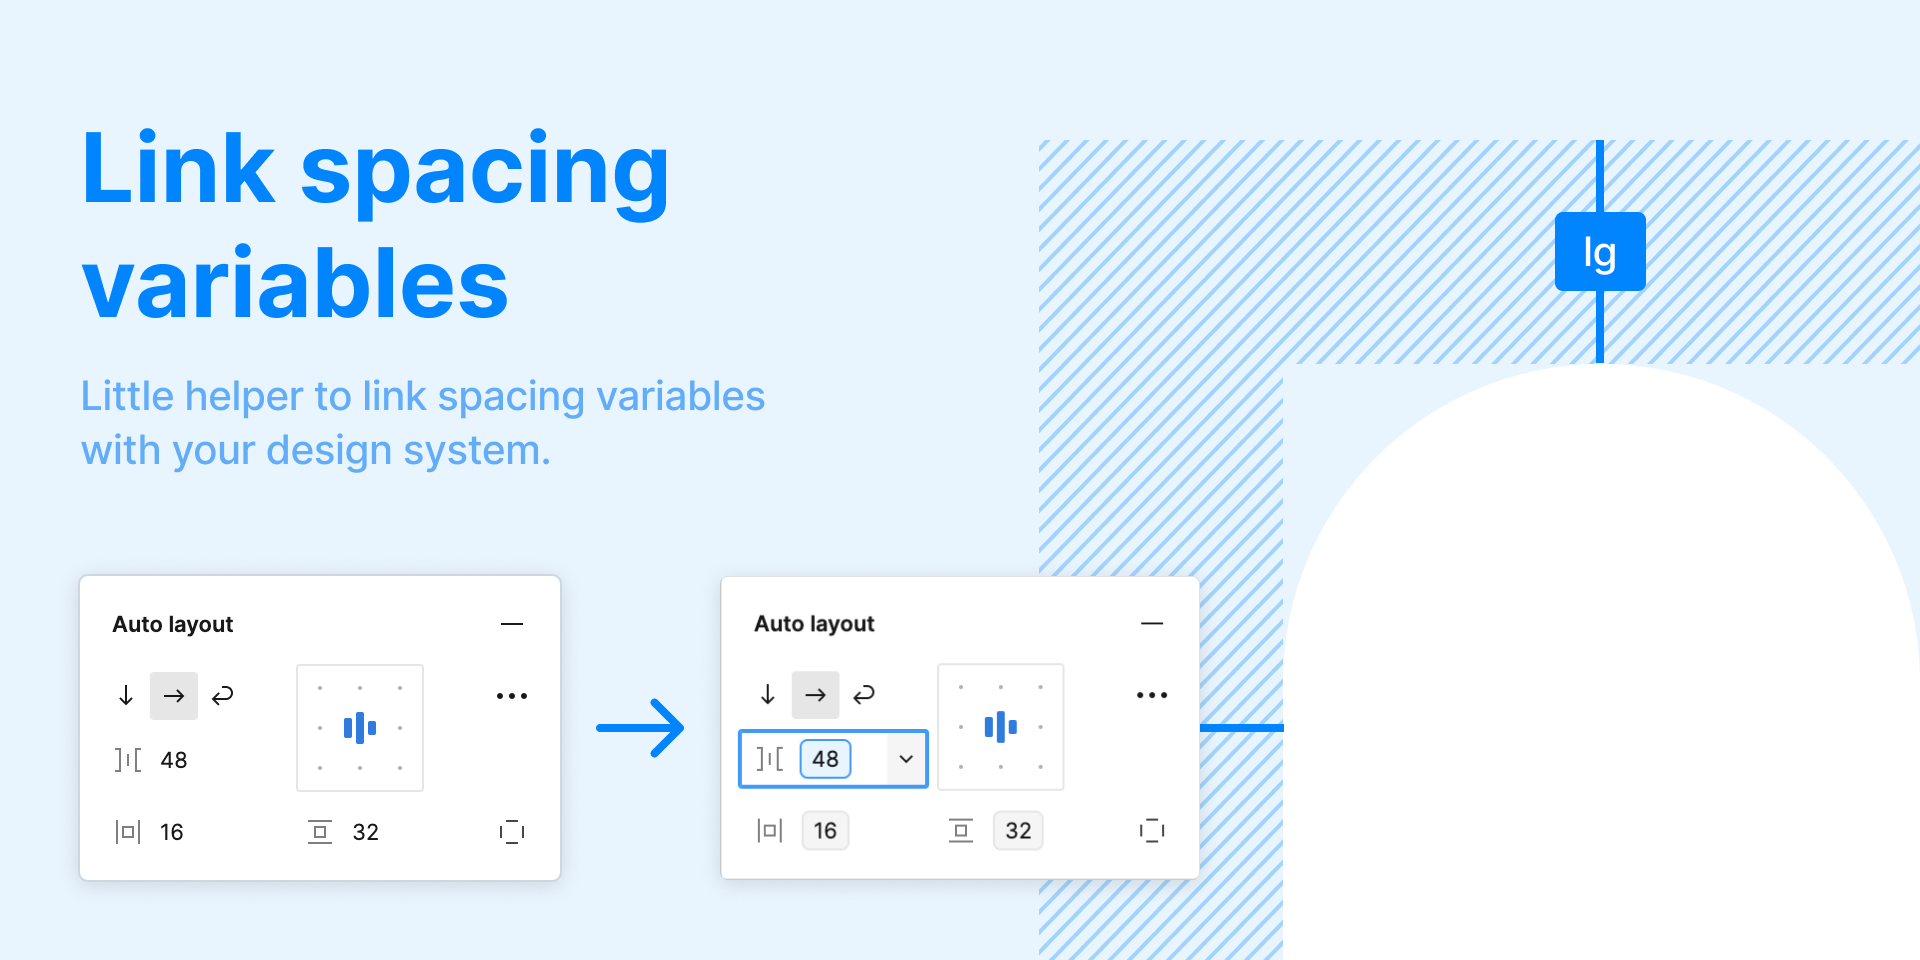 Link spacing
variables
Little helper to link spacing variables
with your design system.
lg
Auto layout
48
16 32
Auto layout
48
16 32